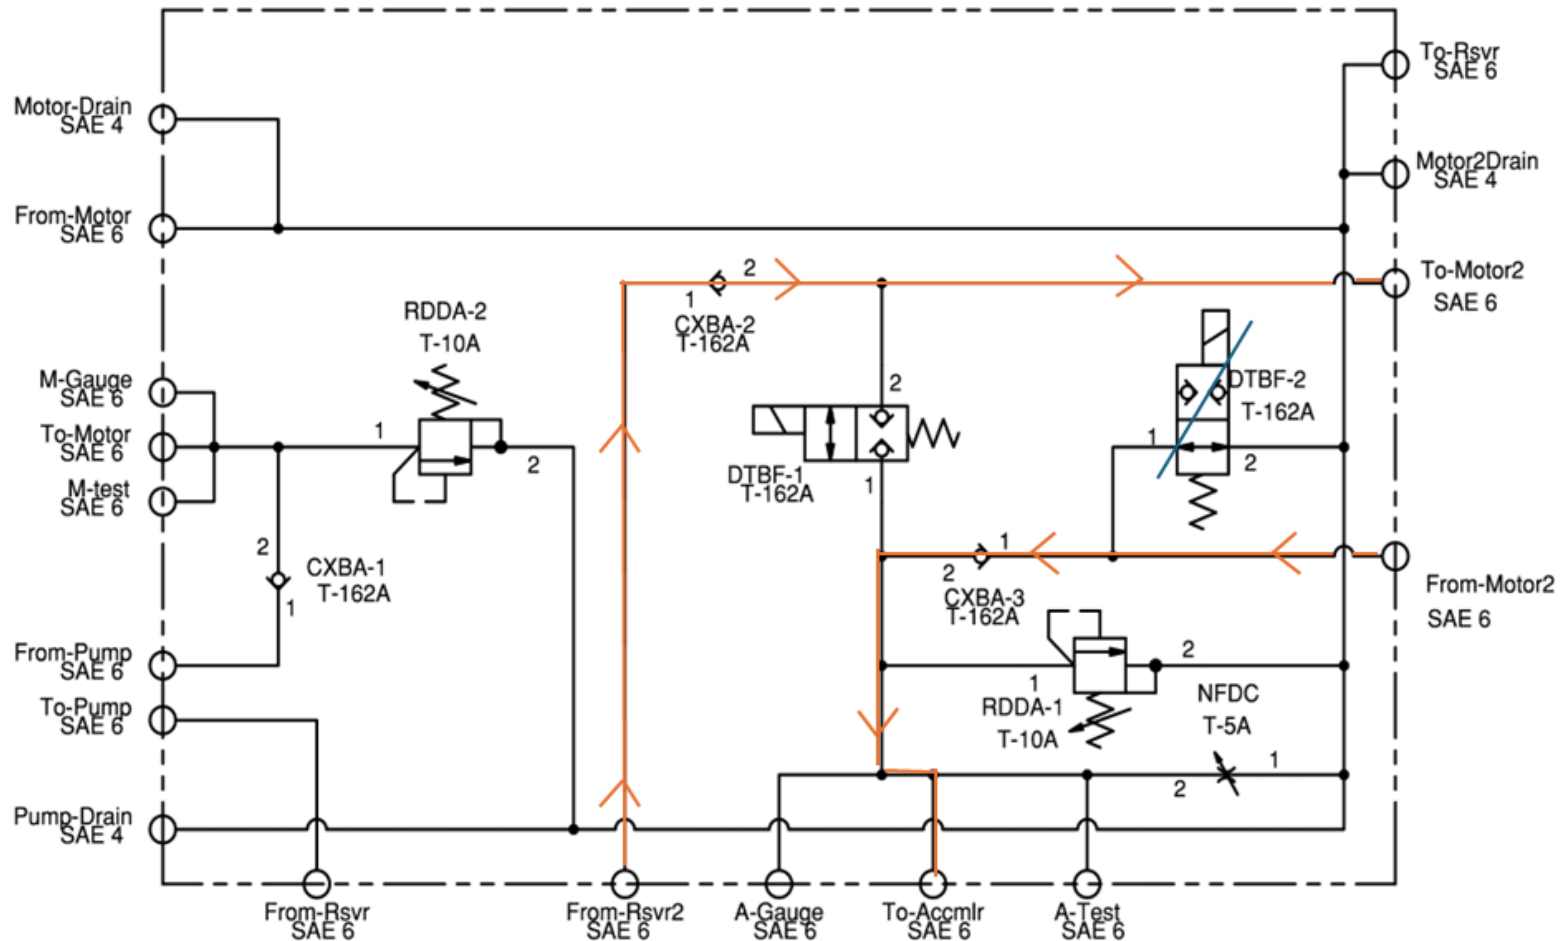 To-Rsvr
SAE 6
Motor-Drain
SAE 4
Motor2Drain
SAE 4
From-Motor
SAE 6
To-Motor2
SAE 6
2
1
CXBA-2
T-162A
RDDA-2
T-10A
M-Gauge
SAE 6
To-Motor
SAE 6
M-test
SAE 6
1
2
DTBF-2
T-162A
1
2
2
DTBF-1
T-162A
1
2
CXBA-1
T-162A
1
1
2
CXBA-3
T-162A
From-Motor2
SAE 6
From-Pump
SAE 6
To-Pump
SAE 6
2
1
RDDA-1
T-10A
NFDC
T-5A
1
2
Pump-Drain
SAE 4
From-Rsvr
SAE 6
From-Rsvr2
SAE 6
A-Gauge
SAE 6
To-Accmlr
SAE 6
A-Test
SAE 6